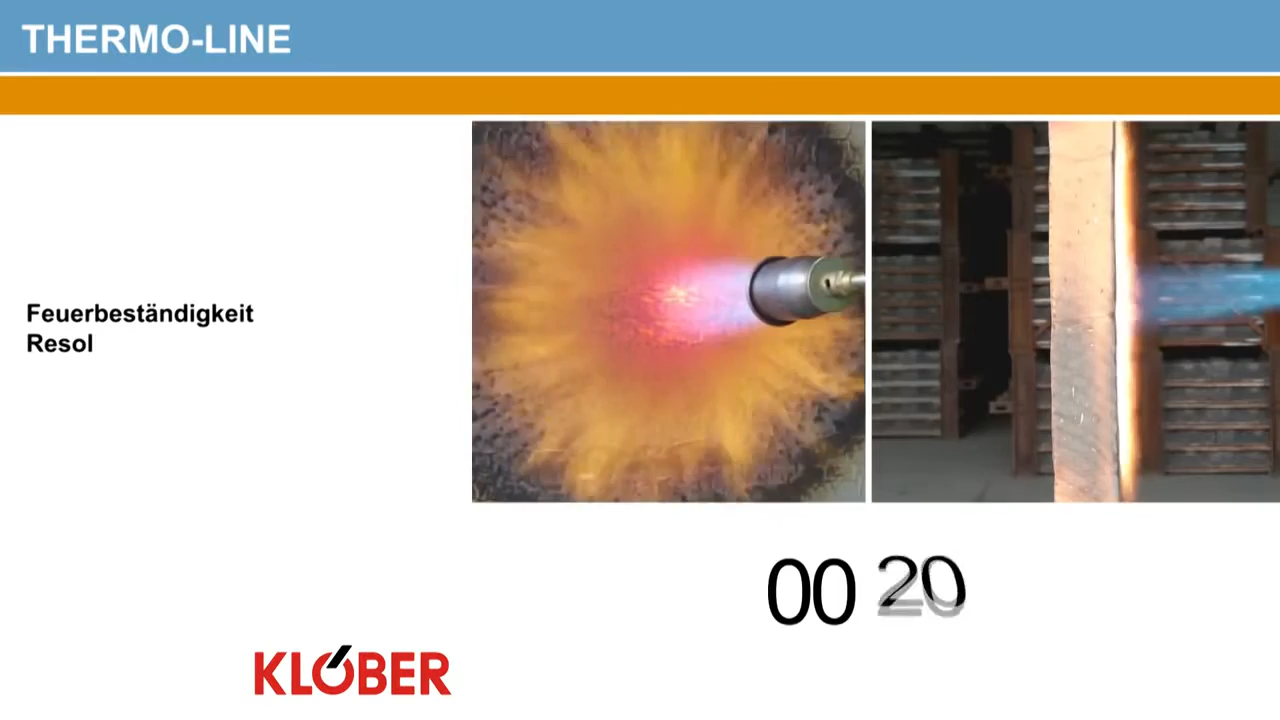 THERMO-LINE
Feuerbeständigkeit
Resol
00 20
KLÖBER